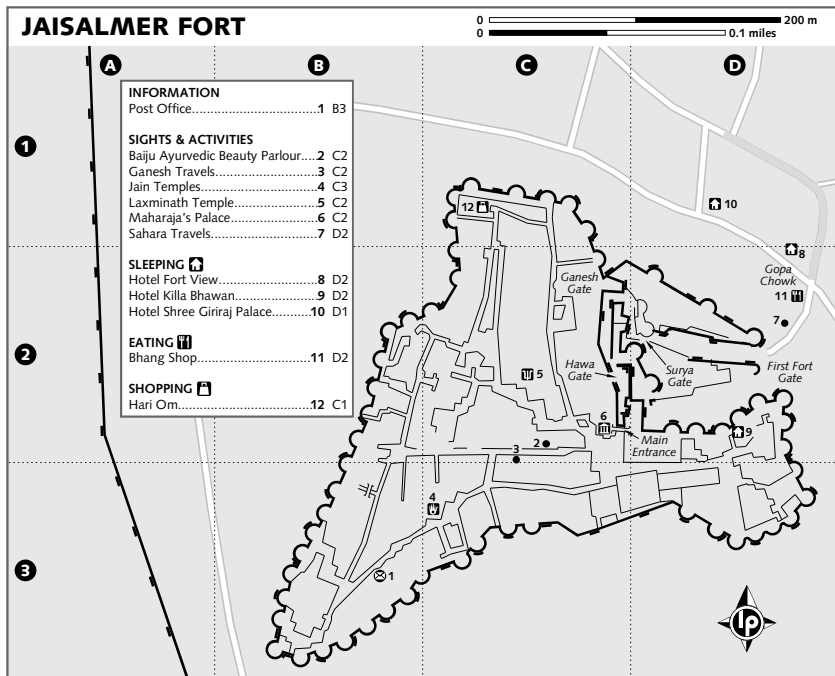 JAISALMER FORT
0 200 m
0 0.1 miles
A B C D
INFORMATION
Post Office..............................1 B3
SIGHTS & ACTIVITIES
Baiju Ayurvedic Beauty Parlour....2 C2
Ganesh Travels........................3 C2
Jain Temples...........................4 C3
Laxminath Temple...................5 C2
Maharaja's Palace....................6 C2
Sahara Travels.........................7 D2
SLEEPING
Hotel Fort View.......................8 D2
Hotel Killa Bhawan..................9 D2
Hotel Shree Giriraj Palace........10 D1
EATING
Bhang Shop...........................11 D2
SHOPPING
Hari Om................................12 C1
1
12
10
8
Ganesh
Gate
Gopa
Chowk
11
7
2
Hawa
Gate
Surya
Gate
First Fort
Gate
5
6
9
2
Main
Entrance
3
4
3
1
lp